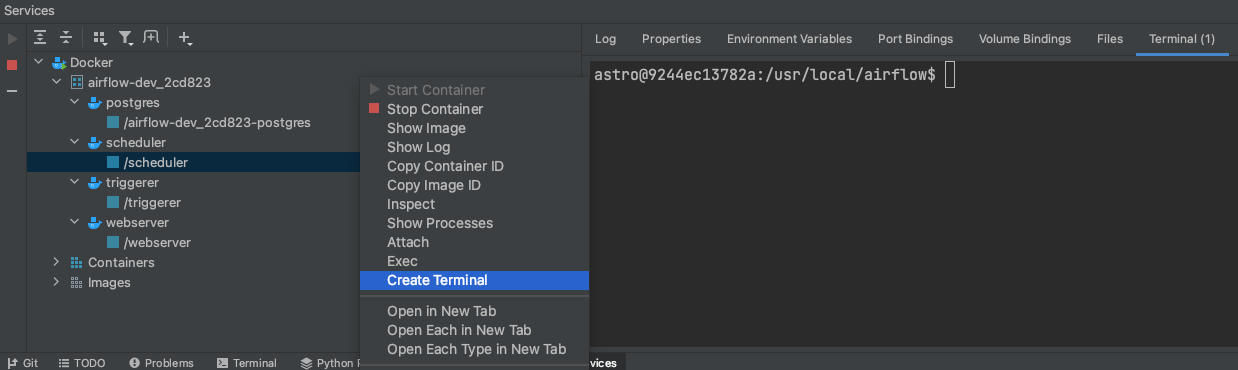 Services
Docker
airflow-dev_2cd823
postgres
/airflow-dev_2cd823-postgres
scheduler
/scheduler
triggerer
/triggerer
webserver
/webserver
Containers
Images
Start Container
Stop Container
Show Image
Show Log
Copy Container ID
Copy Image ID
Inspect
Show Processes
Attach
Exec
Create Terminal
Open in New Tab
Open Each in New Tab
Open Each Type in New Tab
Log Properties Environment Variables Port Bindings Volume Bindings Files Terminal (1)
astro@9244ec13782a:/usr/local/airflow$
Git TODO Problems Terminal Python